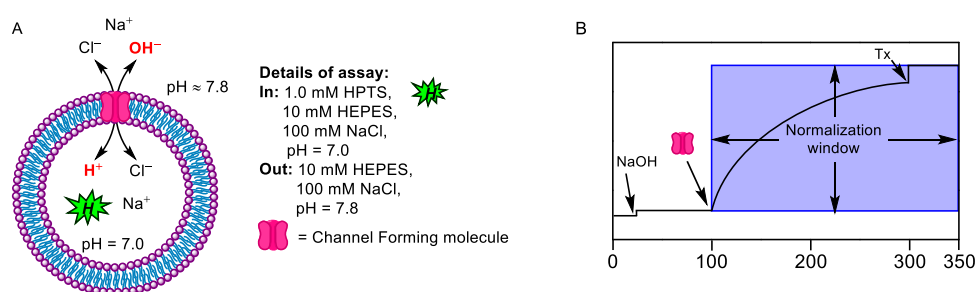 A
Na⁺
Cl⁻
OH⁻
pH ≈ 7.8
H⁺
Cl⁻
H
Na⁺
pH = 7.0
Details of assay:
In: 1.0 mM HPTS,
H
10 mM HEPES,
100 mM NaCl,
pH = 7.0
Out: 10 mM HEPES,
100 mM NaCl,
pH = 7.8
= Channel Forming molecule
B
Tx
Normalization
window
NaOH
0 100 200 300 350